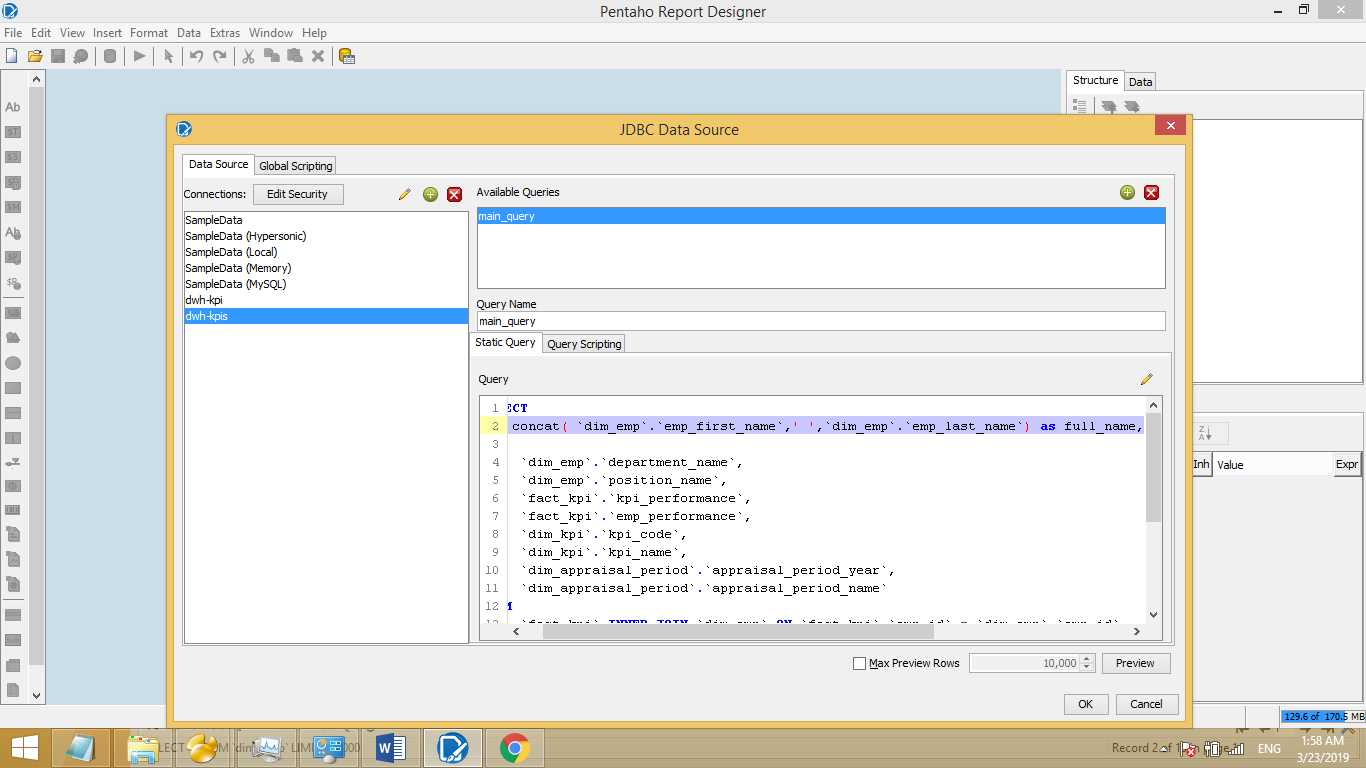 Pentaho Report Designer
File Edit View Insert Format Data Extras Window Help
Structure Data
Ab
JDBC Data Source
Data Source Global Scripting
Connections: Edit Security
SampleData
SampleData (Hypersonic)
SampleData (Local)
SampleData (Memory)
SampleData (MySQL)
dwh-kpi
dwh-kpis
Available Queries
main_query
Query Name
main_query
Static Query Query Scripting
Query
1 ECT
2 concat( `dim_emp`.`emp_first_name`,' ',`dim_emp`.`emp_last_name`) as full_name,
3
4 `dim_emp`.`department_name`,
5 `dim_emp`.`position_name`,
6 `fact_kpi`.`kpi_performance`,
7 `fact_kpi`.`emp_performance`,
8 `dim_kpi`.`kpi_code`,
9 `dim_kpi`.`kpi_name`,
10 `dim_appraisal_period`.`appraisal_period_year`,
11 `dim_appraisal_period`.`appraisal_period_name`
12 M
Max Preview Rows 10,000 Preview
OK Cancel
Inh Value Expr
129.6 of 170.5 MB
Record 2 of 1
ENG
1:58 AM
3/23/2019